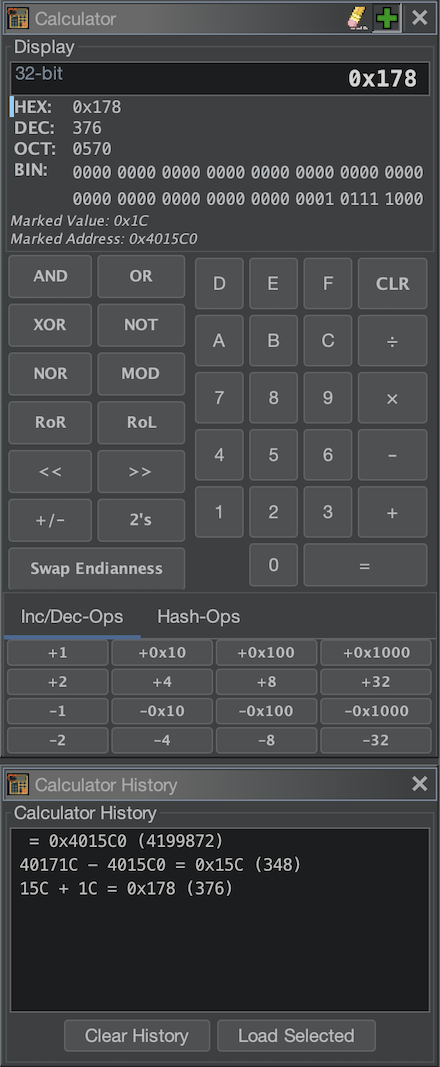 Calculator
Display
32-bit 0x178
HEX: 0x178
DEC: 376
OCT: 0570
BIN: 0000 0000 0000 0000 0000 0000 0000 0000
0000 0000 0000 0000 0000 0001 0111 1000
Marked Value: 0x1C
Marked Address: 0x4015C0
AND OR D E F CLR
XOR NOT A B C ÷
NOR MOD 7 8 9 ×
RoR RoL 4 5 6 −
<< >> 1 2 3 +
+/- 2's 0 =
Swap Endianness
Inc/Dec-Ops Hash-Ops
+1 +0x10 +0x100 +0x1000
+2 +4 +8 +32
-1 -0x10 -0x100 -0x1000
-2 -4 -8 -32
Calculator History
Calculator History
= 0x4015C0 (4199872)
40171C - 4015C0 = 0x15C (348)
15C + 1C = 0x178 (376)
Clear History Load Selected